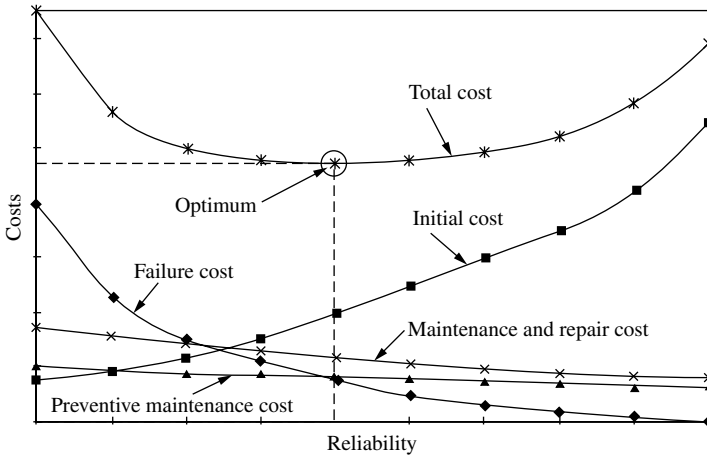 Total cost
Optimum
Initial cost
Costs
Failure cost
Maintenance and repair cost
Preventive maintenance cost
Reliability